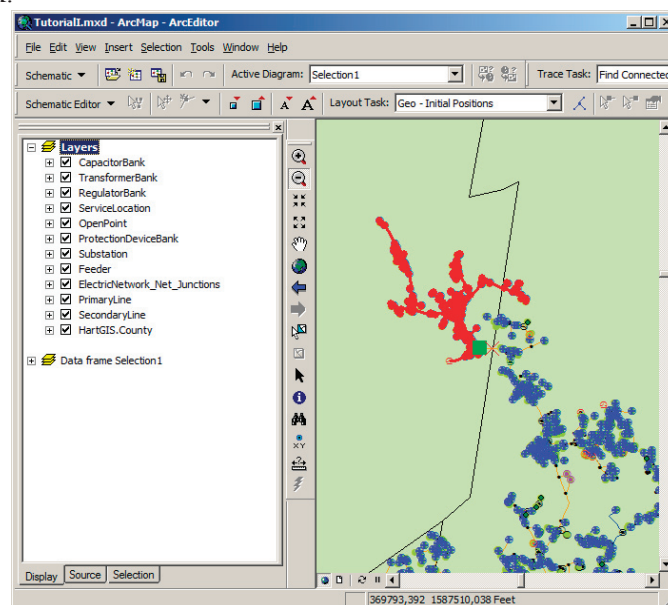 TutorialI.mxd - ArcMap - ArcEditor
File Edit View Insert Selection Tools Window Help
Schematic Active Diagram: Selection1 Trace Task: Find Connected
Schematic Editor Layout Task: Geo - Initial Positions
Layers
CapacitorBank
TransformerBank
RegulatorBank
ServiceLocation
OpenPoint
ProtectionDeviceBank
Substation
Feeder
ElectricNetwork_Net_Junctions
PrimaryLine
SecondaryLine
HartGIS.County
Data frame Selection1
XY
Display Source Selection
369793,392 1587510,038 Feet